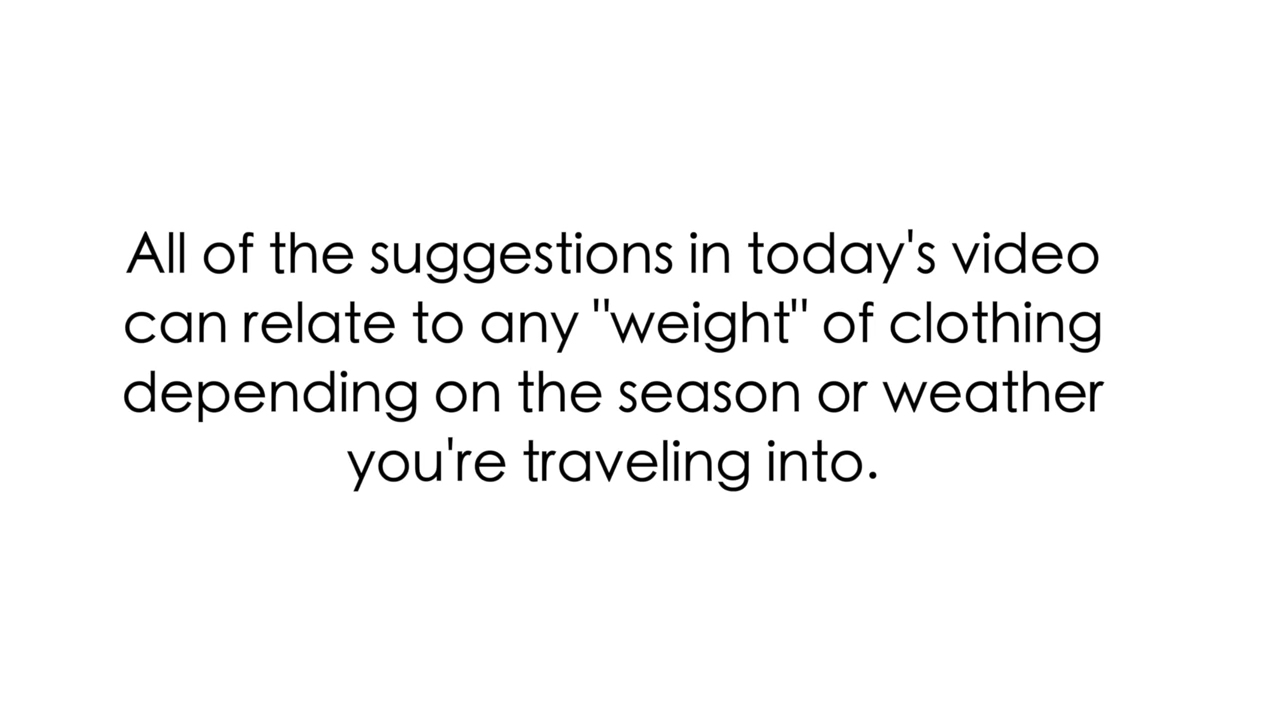 All of the suggestions in today's video
can relate to any "weight" of clothing
depending on the season or weather
you're traveling into.